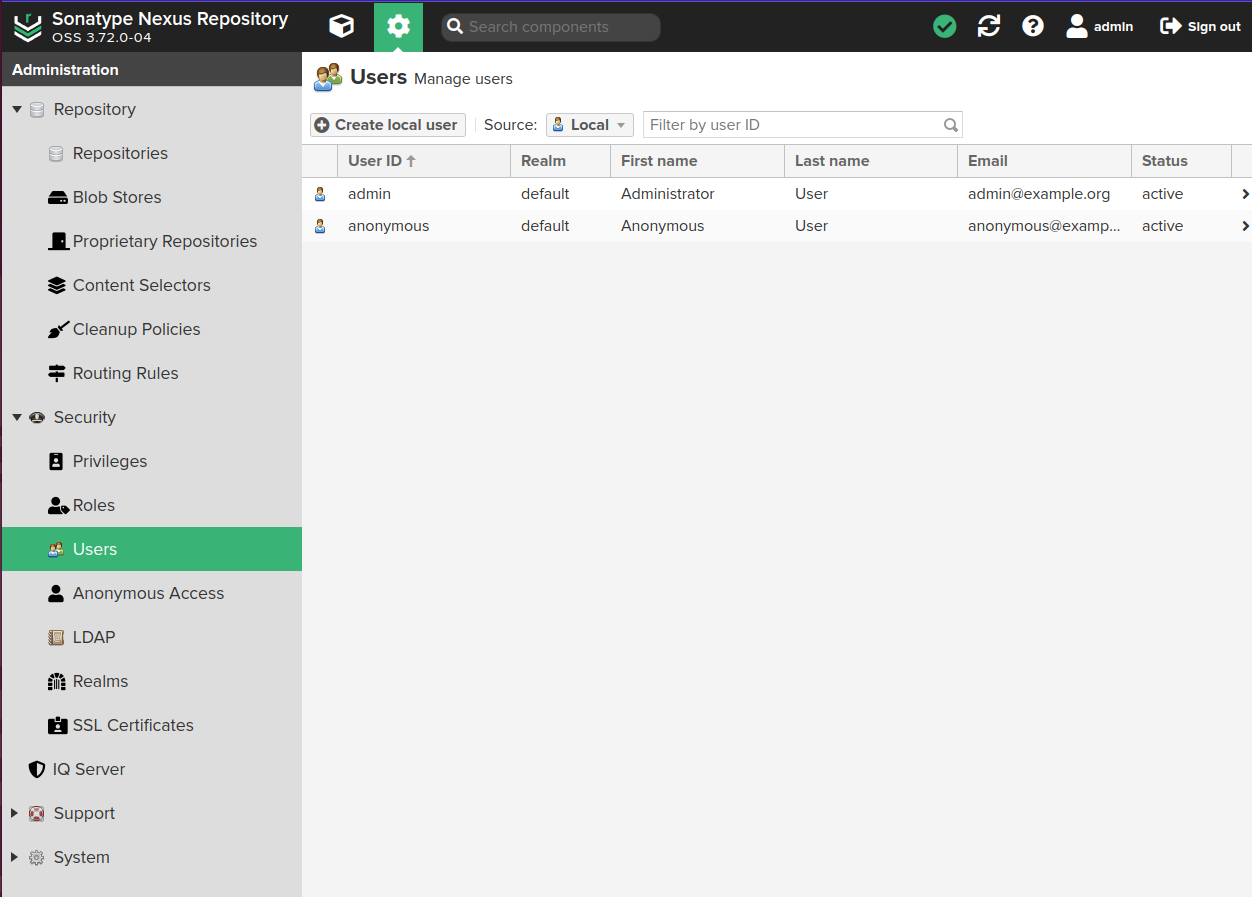 Sonatype Nexus Repository
OSS 3.72.0-04
Search components
admin
Sign out
Administration
Repository
Repositories
Blob Stores
Proprietary Repositories
Content Selectors
Cleanup Policies
Routing Rules
Security
Privileges
Roles
Users
Anonymous Access
LDAP
Realms
SSL Certificates
IQ Server
Support
System
Users Manage users
Create local user Source: Local Filter by user ID
User ID Realm First name Last name Email Status
admin default Administrator User admin@example.org active
anonymous default Anonymous User anonymous@examp... active